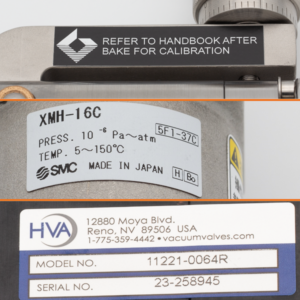 REFER TO HANDBOOK AFTER
BAKE FOR CALIBRATION
XMH-16C
PRESS. 10⁻⁶ Pa~atm
5F1-37C
TEMP. 5~150℃
SMC MADE IN JAPAN
H Bo
HVA
12880 Moya Blvd.
Reno, NV 89506 USA
1-775-359-4442 • vacuumvalves.com
MODEL NO. 11221-0064R
SERIAL NO. 23-258945